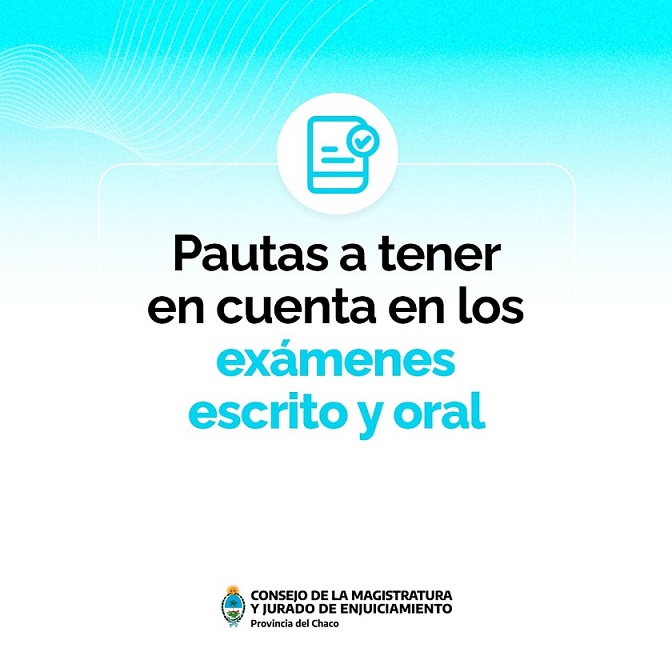 Pautas a tener
en cuenta en los
exámenes
escrito y oral
CONSEJO DE LA MAGISTRATURA
Y JURADO DE ENJUICIAMIENTO
Provincia del Chaco